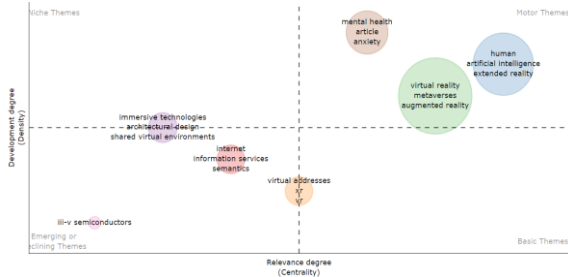 Niche Themes
Motor Themes
mental health
article
anxiety
human
artificial intelligence
extended reality
virtual reality
metaverses
augmented reality
immersive technologies
architectural design
shared virtual environments
internet
information services
semantics
virtual addresses
xr
vr
iii-v semiconductors
Emerging or
clining Themes
Basic Themes
Development degree
(Density)
Relevance degree
(Centrality)